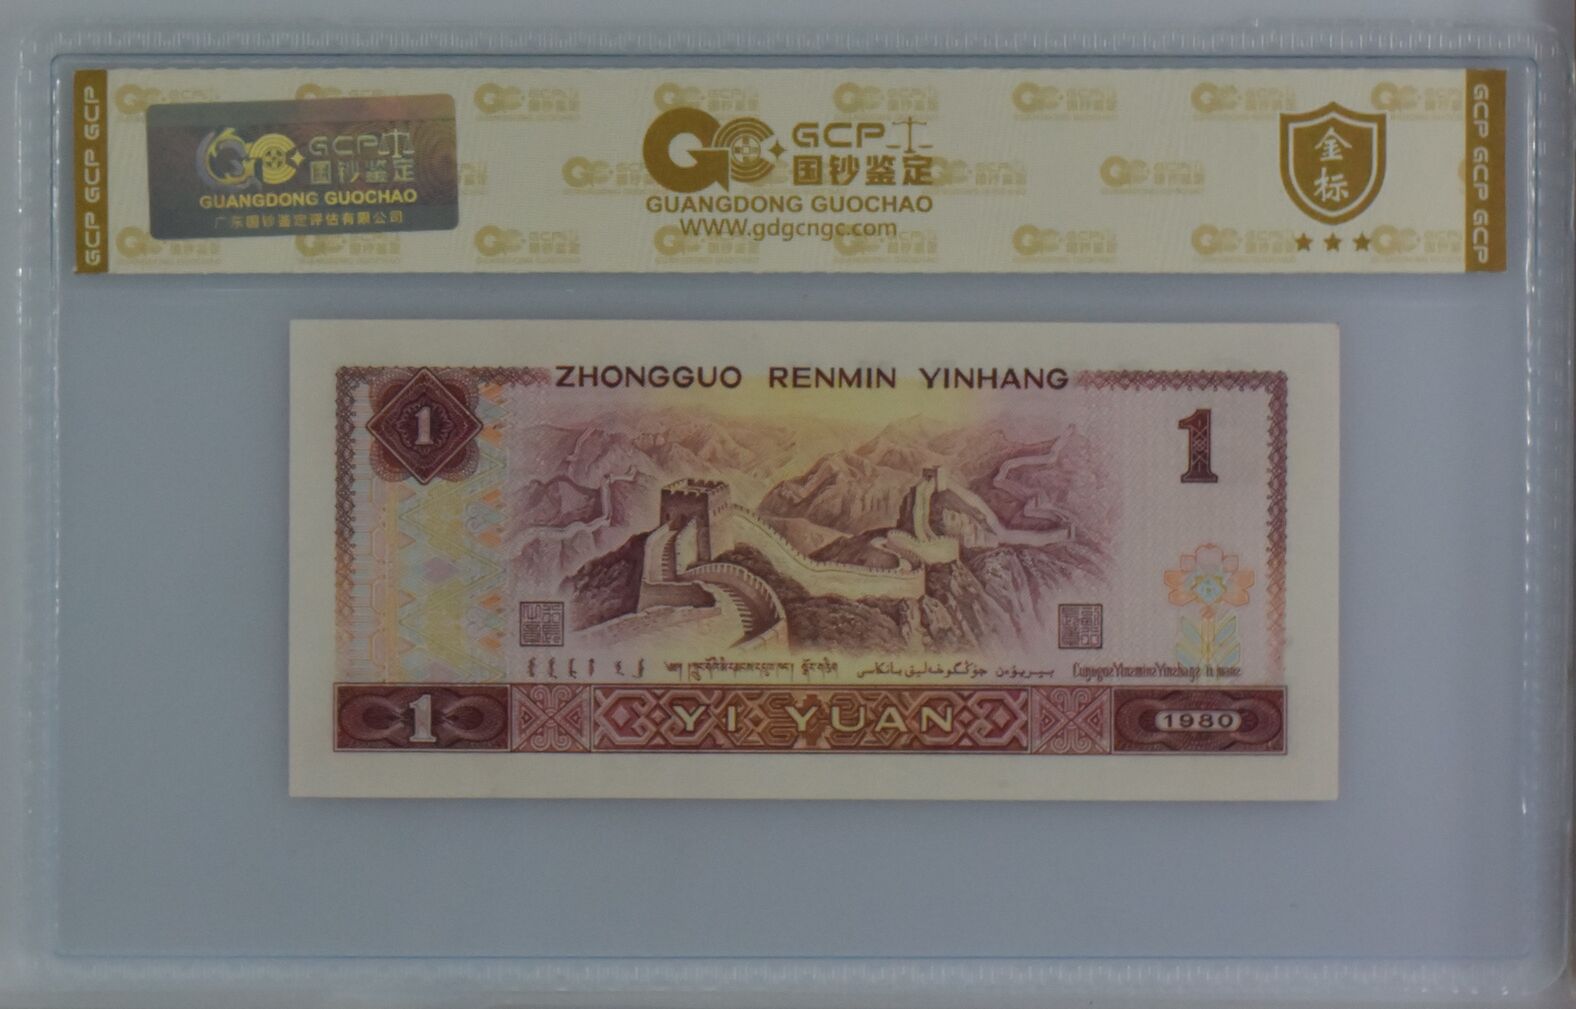 GCP GCP GCP
GCP
国钞鉴定
GUANGDONG GUOCHAO
广东国钞鉴定评估有限公司
GCP
国钞鉴定
GUANGDONG GUOCHAO
WWW.gdgcngc.com
金
标
GCP GCP GCP
ZHONGGUO RENMIN YINHANG
1
1
1
YI YUAN
1980